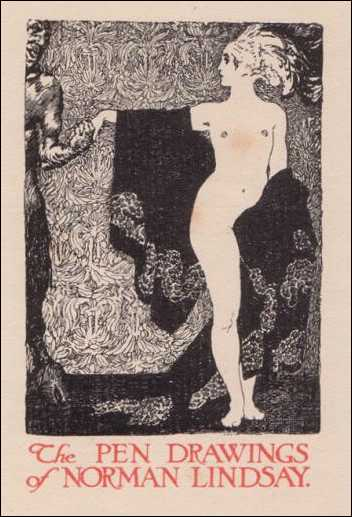 The PEN DRAWINGS
of NORMAN LINDSAY.